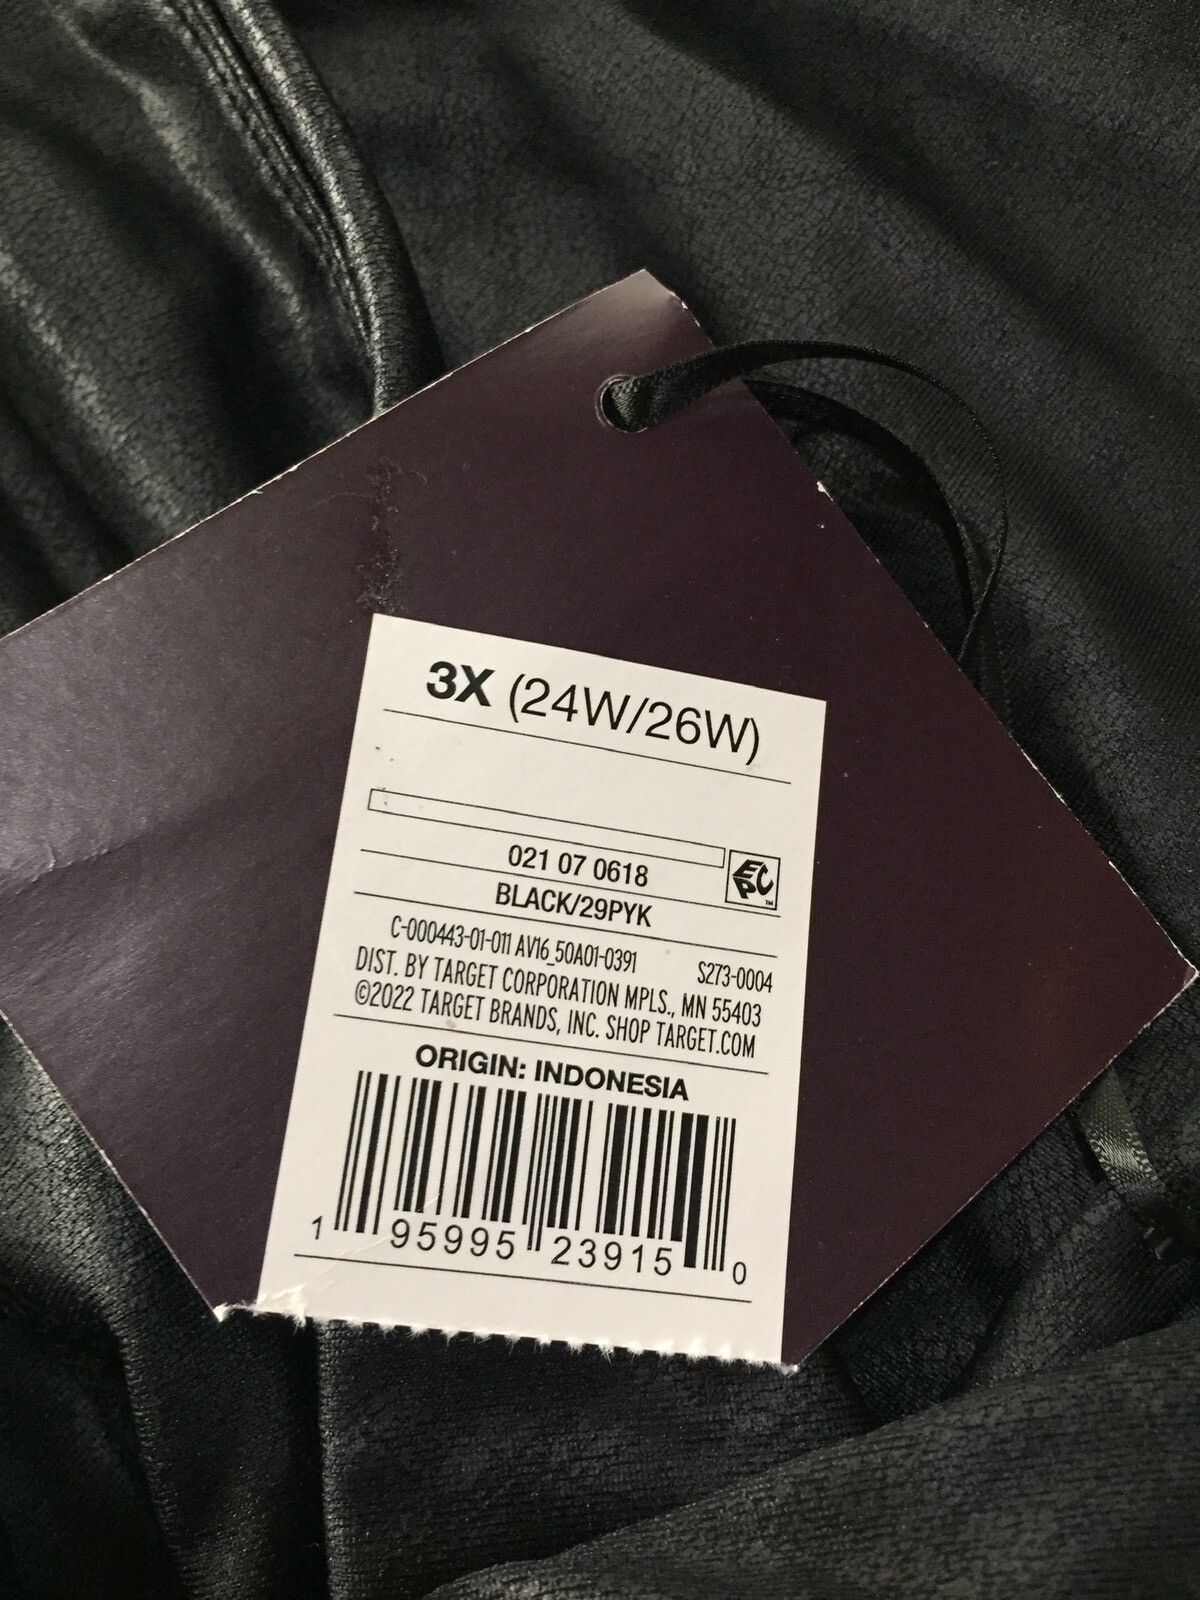 3X (24W/26W)
021 07 0618
EPC™
BLACK/29PYK
C-000443-01-011 AV16_50A01-0391 S273-0004
DIST. BY TARGET CORPORATION MPLS., MN 55403
©2022 TARGET BRANDS, INC. SHOP TARGET.COM
ORIGIN: INDONESIA
1 95995 23915 0